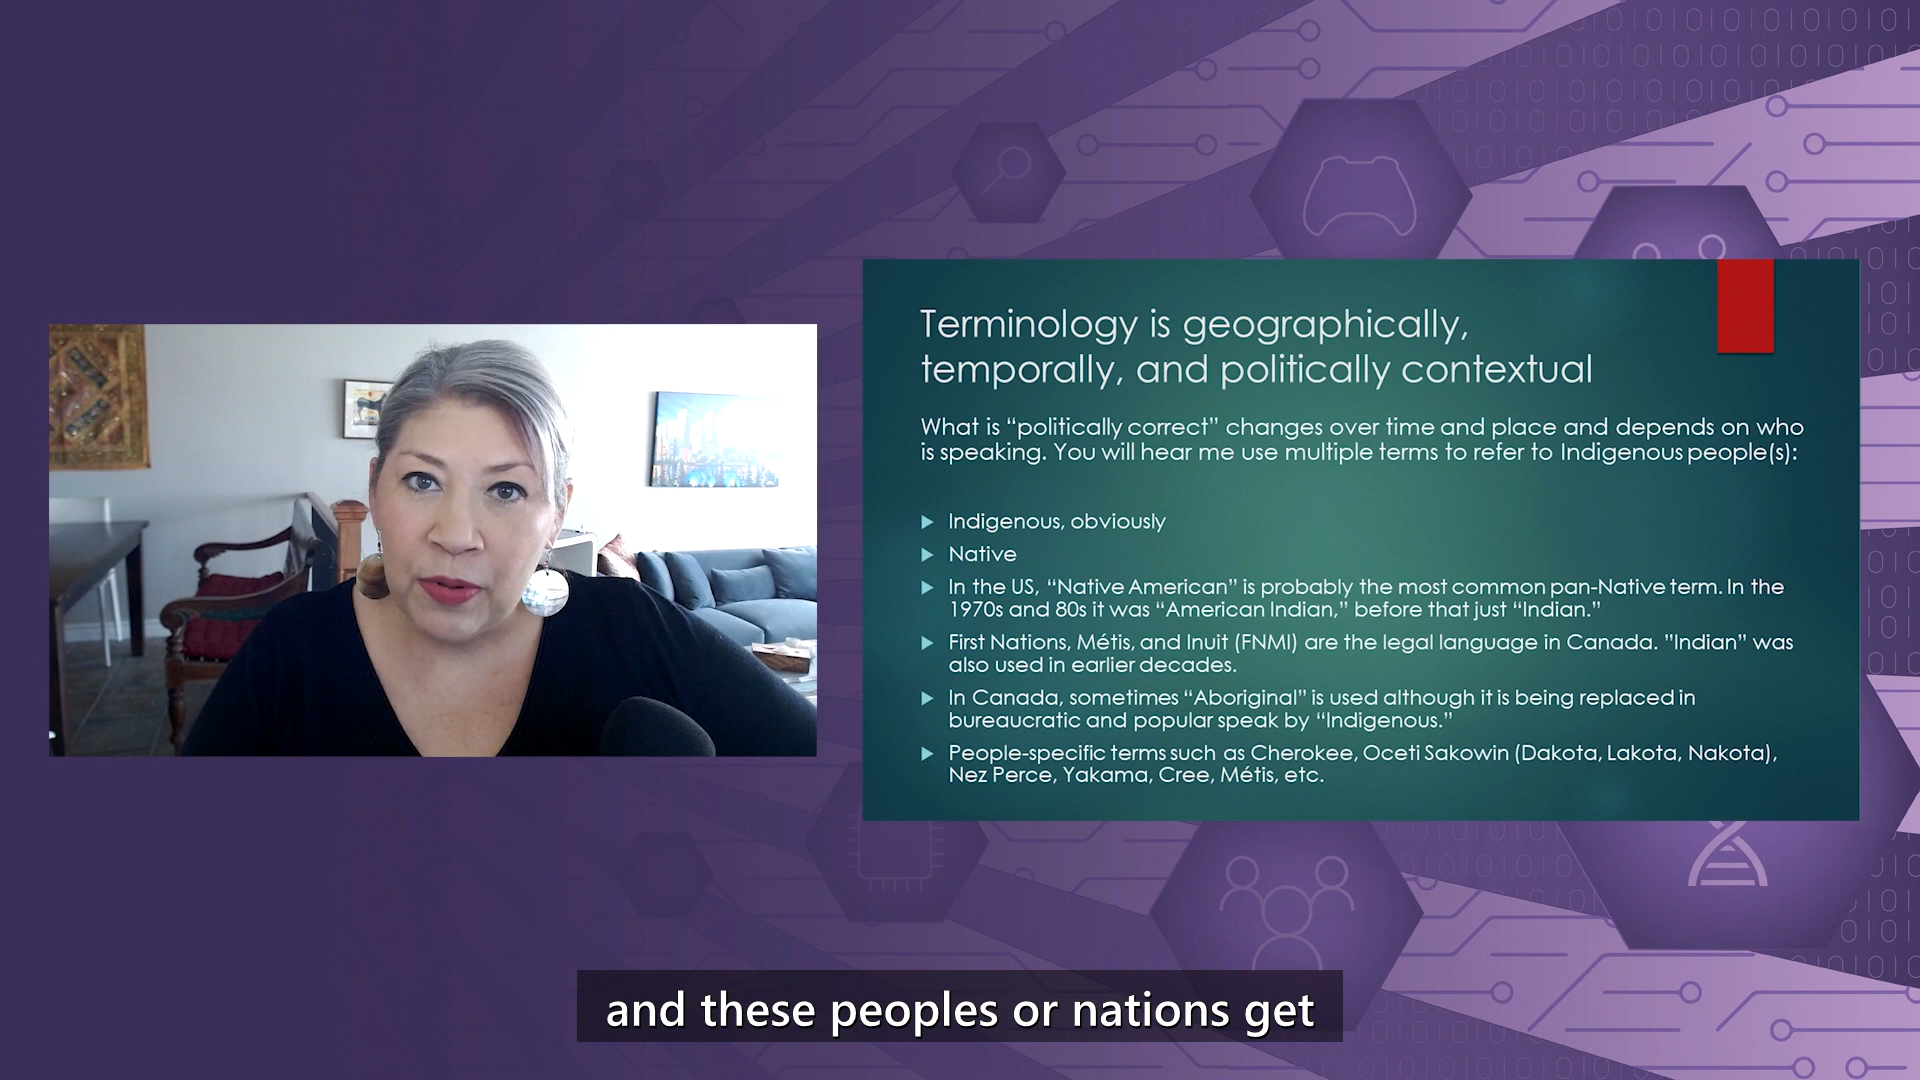 Terminology is geographically,
temporally, and politically contextual
What is “politically correct” changes over time and place and depends on who
is speaking. You will hear me use multiple terms to refer to Indigenous people(s):
Indigenous, obviously
Native
In the US, “Native American” is probably the most common pan-Native term. In the
1970s and 80s it was “American Indian,” before that just “Indian.”
First Nations, Métis, and Inuit (FNMI) are the legal language in Canada. ”Indian” was
also used in earlier decades.
In Canada, sometimes “Aboriginal” is used although it is being replaced in
bureaucratic and popular speak by “Indigenous.”
People-specific terms such as Cherokee, Oceti Sakowin (Dakota, Lakota, Nakota),
Nez Perce, Yakama, Cree, Métis, etc.
and these peoples or nations get